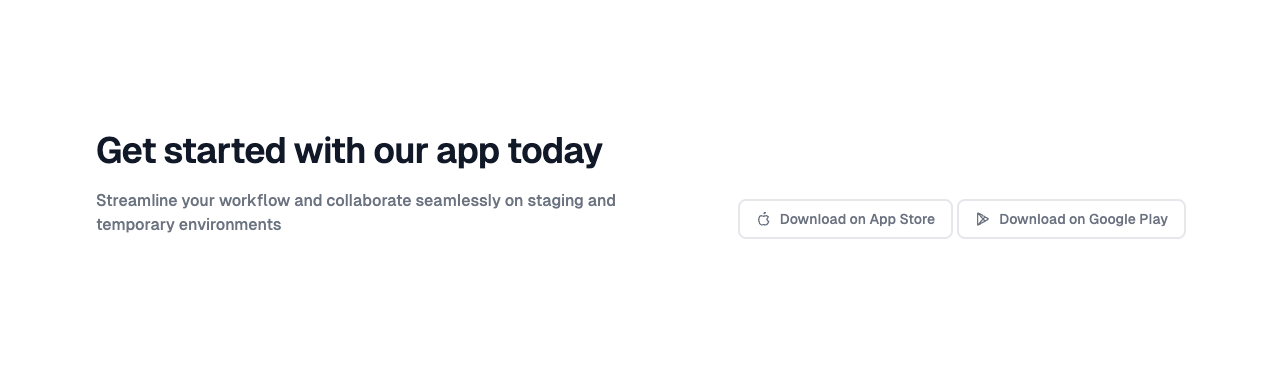 Get started with our app today
Streamline your workflow and collaborate seamlessly on staging and
temporary environments
Download on App Store
Download on Google Play